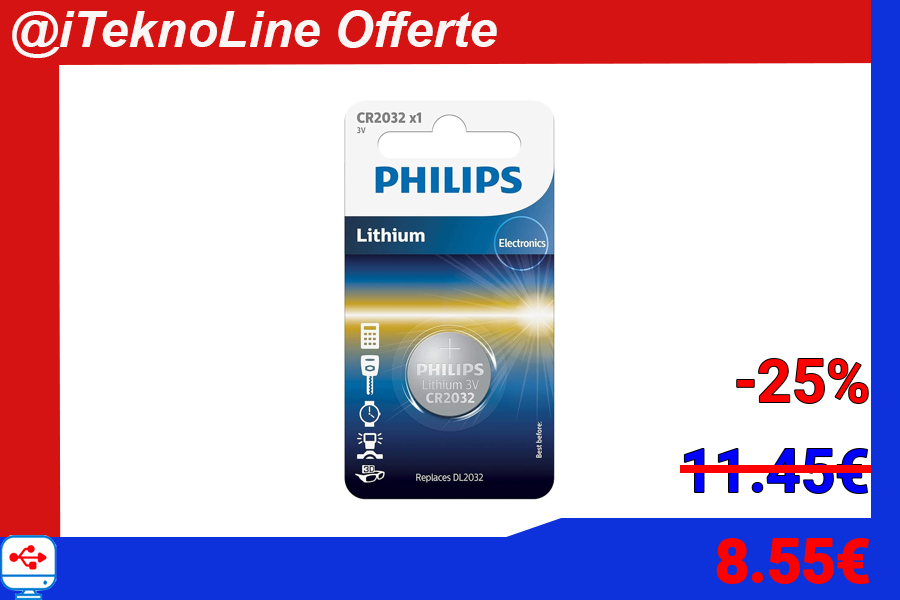 @iTeknoLine Offerte
CR2032 x1
3V
PHILIPS
Lithium
Electronics
PHILIPS
Lithium 3V
CR2032
3D
Best before:
Replaces DL2032
-25%
11.45€
8.55€